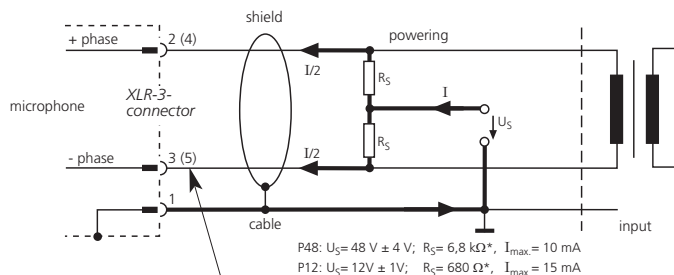 shield
+ phase
2 (4)
powering
I/2
R_S
XLR-3-
connector
microphone
I
U_S
R_S
- phase
3 (5)
I/2
1
cable
input
P48: U_S= 48 V ± 4 V; R_S= 6,8 kΩ*, I_max.= 10 mA
P12: U_S= 12V ± 1V; R_S= 680 Ω*, I_max = 15 mA